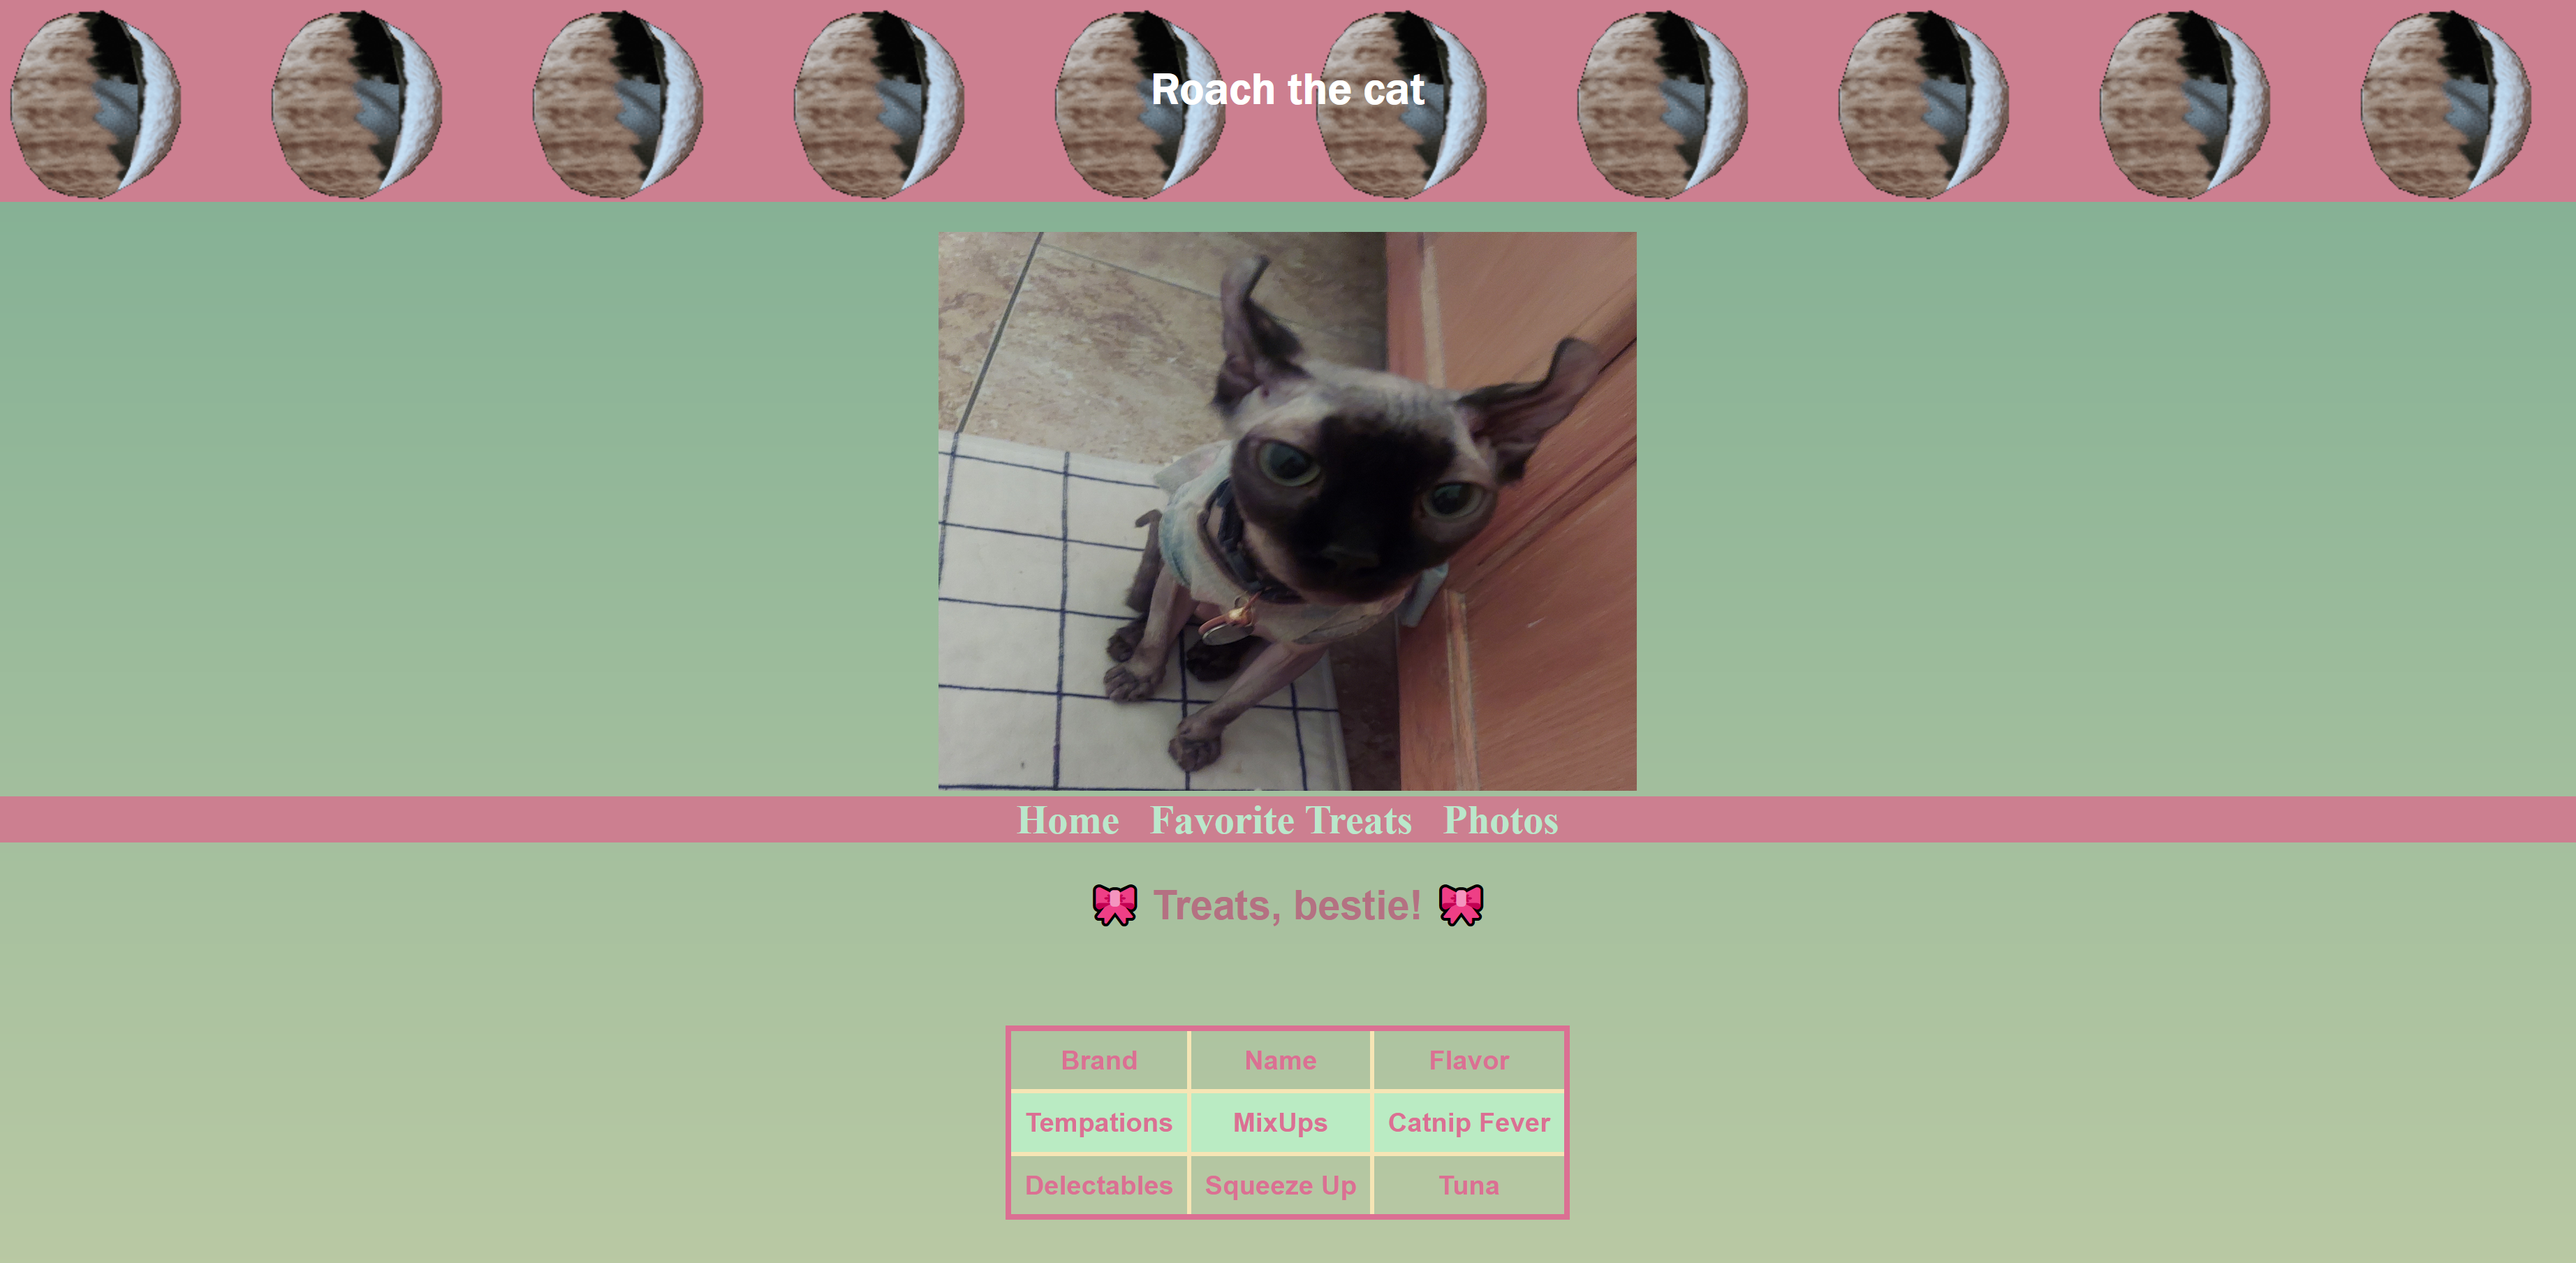 Roach the cat
Home Favorite Treats Photos
🎀 Treats, bestie! 🎀
Brand Name Flavor
Tempations MixUps Catnip Fever
Delectables Squeeze Up Tuna